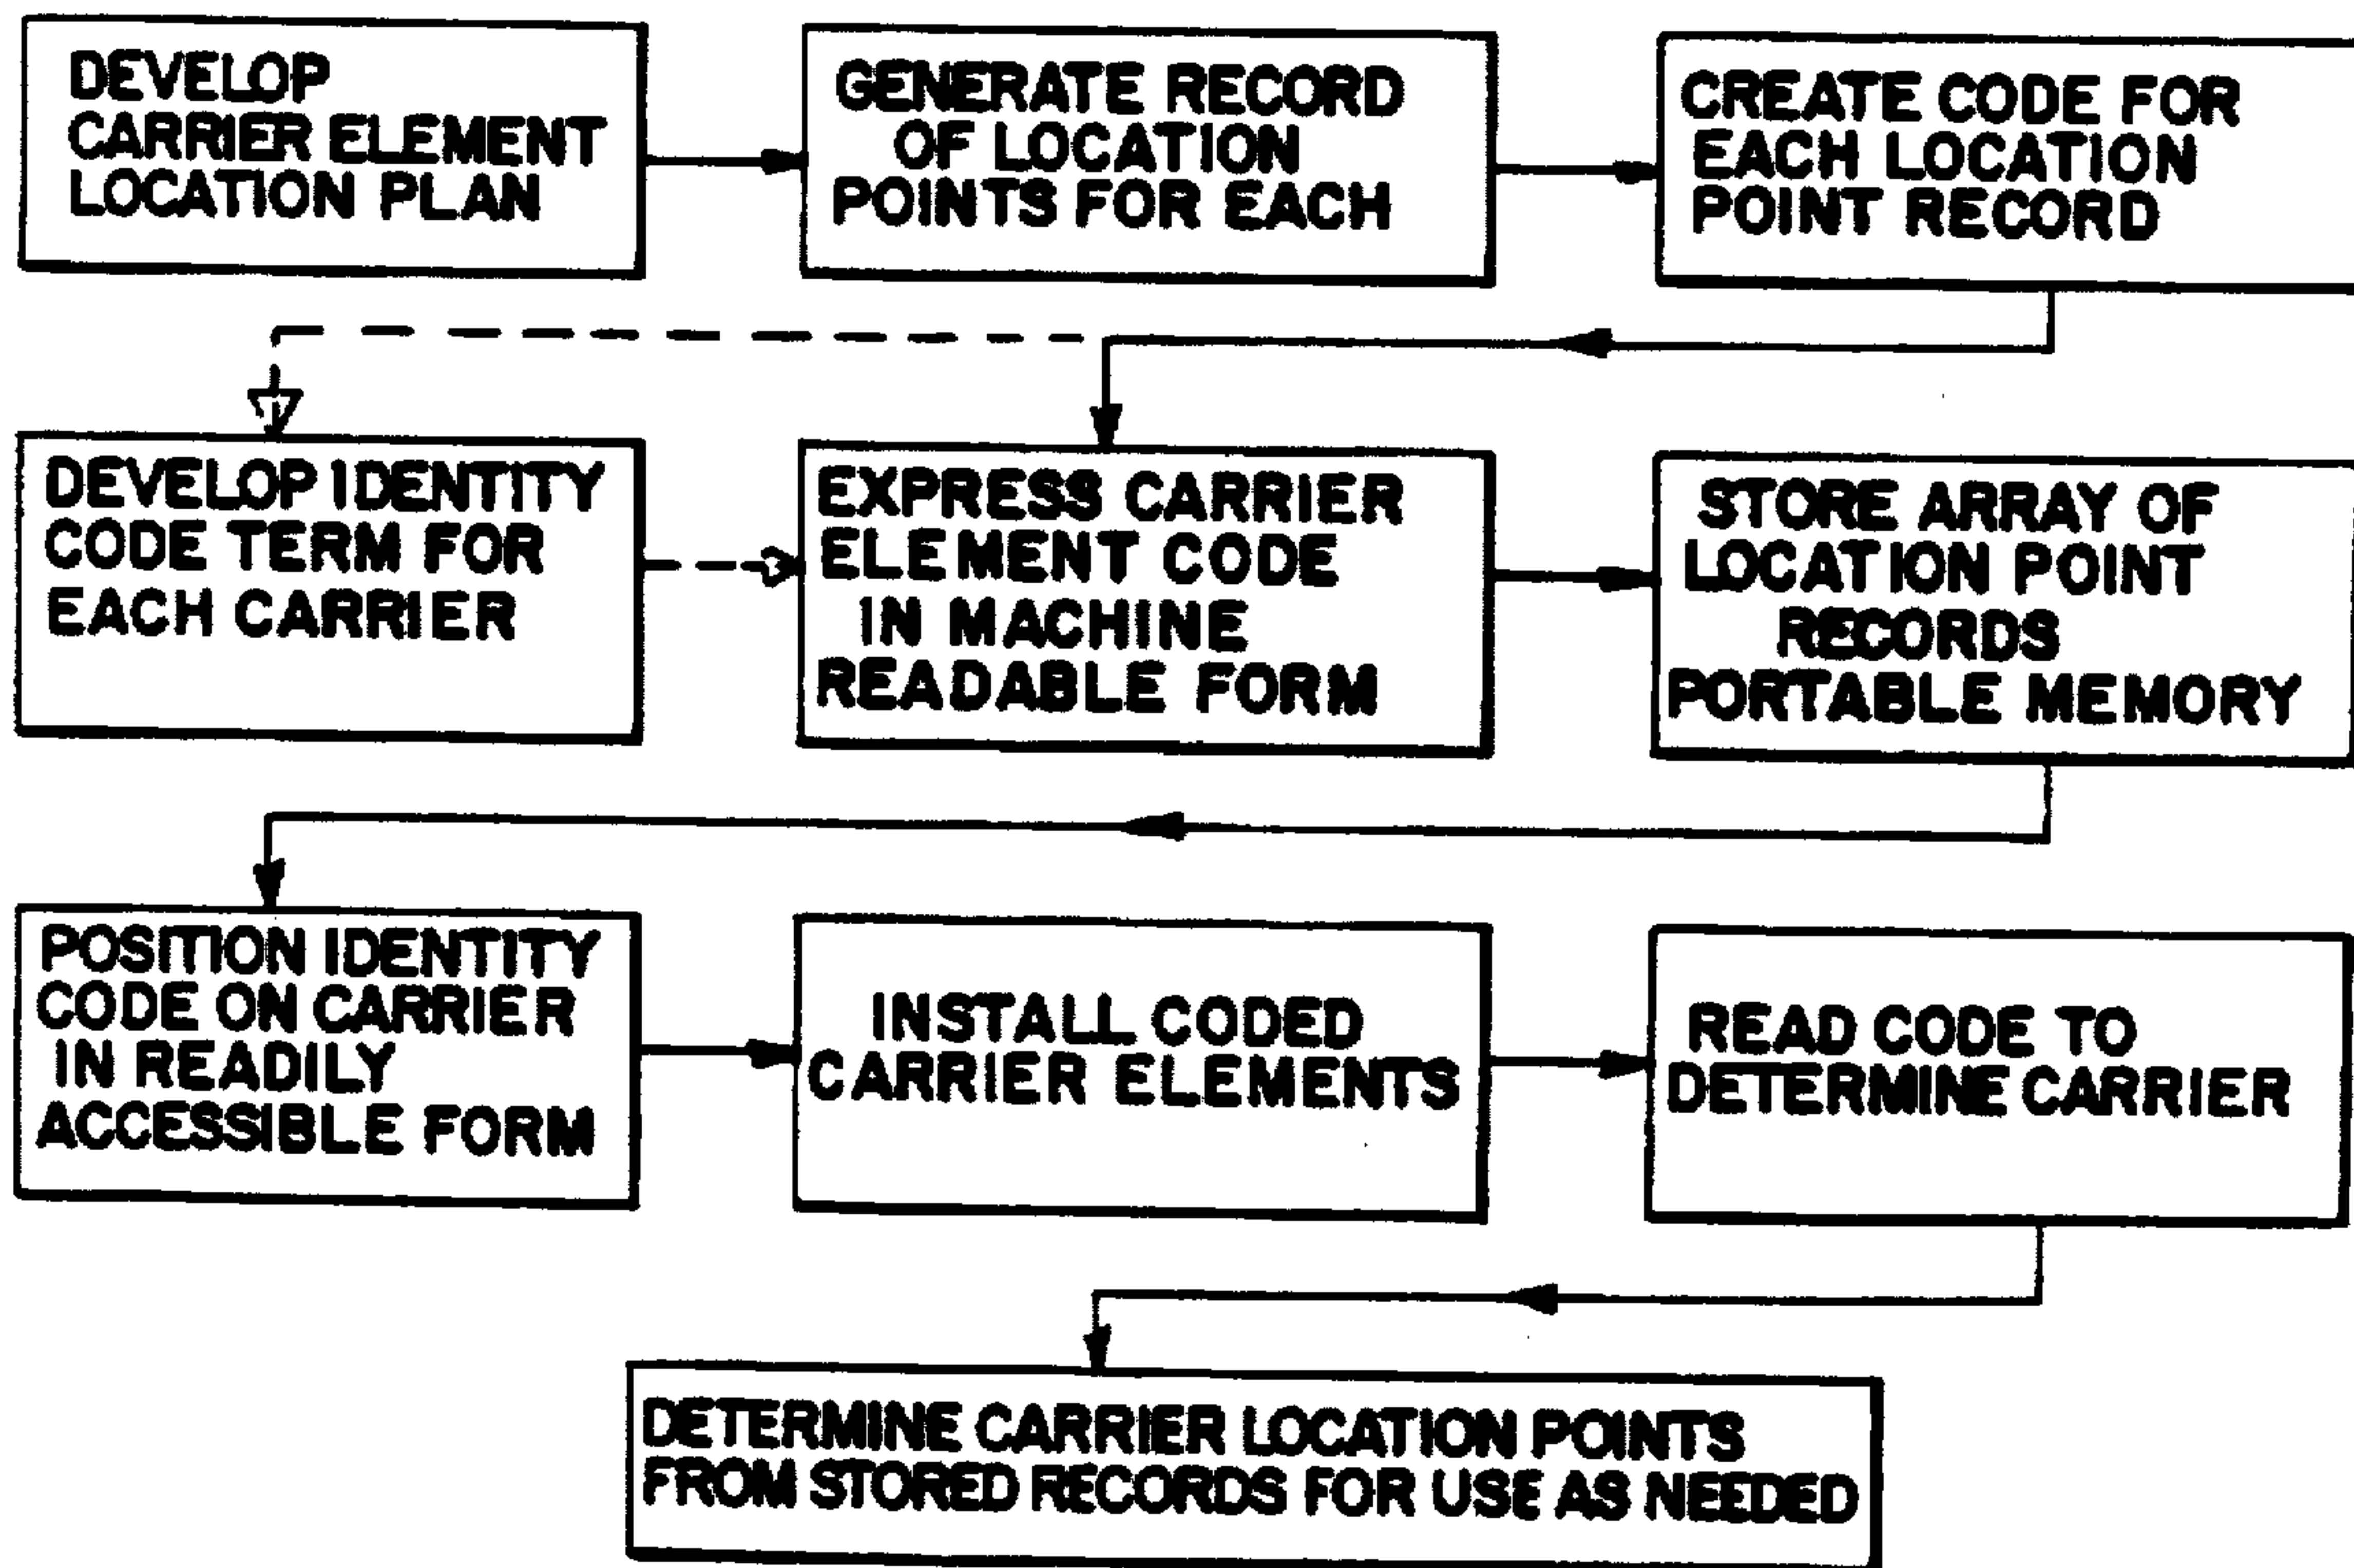 DEVELOP
CARRIER ELEMENT
LOCATION PLAN
GENERATE RECORD
OF LOCATION
POINTS FOR EACH
CREATE CODE FOR
EACH LOCATION
POINT RECORD
DEVELOP IDENTITY
CODE TERM FOR
EACH CARRIER
EXPRESS CARRIER
ELEMENT CODE
IN MACHINE
READABLE FORM
STORE ARRAY OF
LOCATION POINT
RECORDS
PORTABLE MEMORY
POSITION IDENTITY
CODE ON CARRIER
IN READILY
ACCESSIBLE FORM
INSTALL CODED
CARRIER ELEMENTS
READ CODE TO
DETERMINE CARRIER
DETERMINE CARRIER LOCATION POINTS
FROM STORED RECORDS FOR USE AS NEEDED